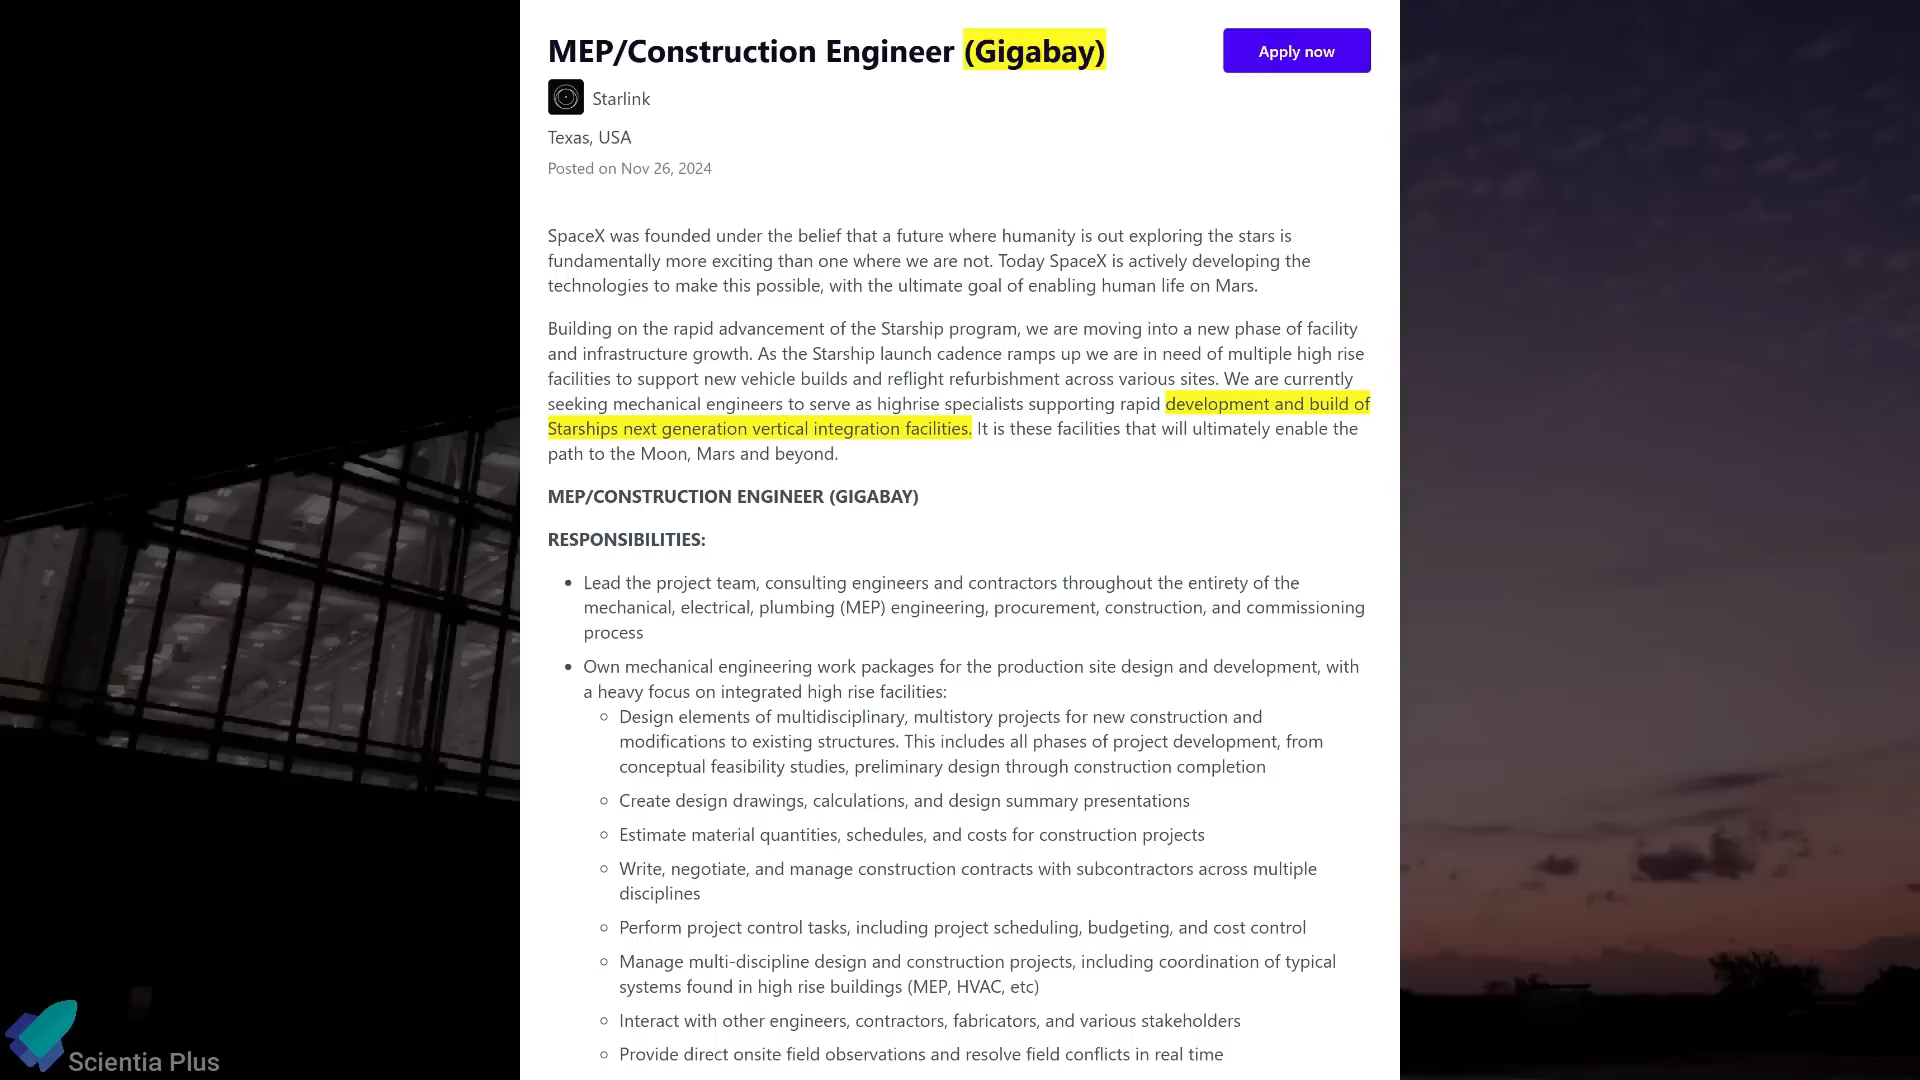 MEP/Construction Engineer (Gigabay)
Apply now
Starlink
Texas, USA
Posted on Nov 26, 2024
SpaceX was founded under the belief that a future where humanity is out exploring the stars is
fundamentally more exciting than one where we are not. Today SpaceX is actively developing the
technologies to make this possible, with the ultimate goal of enabling human life on Mars.
Building on the rapid advancement of the Starship program, we are moving into a new phase of facility
and infrastructure growth. As the Starship launch cadence ramps up we are in need of multiple high rise
facilities to support new vehicle builds and reflight refurbishment across various sites. We are currently
seeking mechanical engineers to serve as highrise specialists supporting rapid development and build of
Starships next generation vertical integration facilities. It is these facilities that will ultimately enable the
path to the Moon, Mars and beyond.
MEP/CONSTRUCTION ENGINEER (GIGABAY)
RESPONSIBILITIES:
• Lead the project team, consulting engineers and contractors throughout the entirety of the
mechanical, electrical, plumbing (MEP) engineering, procurement, construction, and commissioning
process
• Own mechanical engineering work packages for the production site design and development, with
a heavy focus on integrated high rise facilities:
◦ Design elements of multidisciplinary, multistory projects for new construction and
modifications to existing structures. This includes all phases of project development, from
conceptual feasibility studies, preliminary design through construction completion
◦ Create design drawings, calculations, and design summary presentations
◦ Estimate material quantities, schedules, and costs for construction projects
◦ Write, negotiate, and manage construction contracts with subcontractors across multiple
disciplines
◦ Perform project control tasks, including project scheduling, budgeting, and cost control
◦ Manage multi-discipline design and construction projects, including coordination of typical
systems found in high rise buildings (MEP, HVAC, etc)
◦ Interact with other engineers, contractors, fabricators, and various stakeholders
◦ Provide direct onsite field observations and resolve field conflicts in real time
Scientia Plus